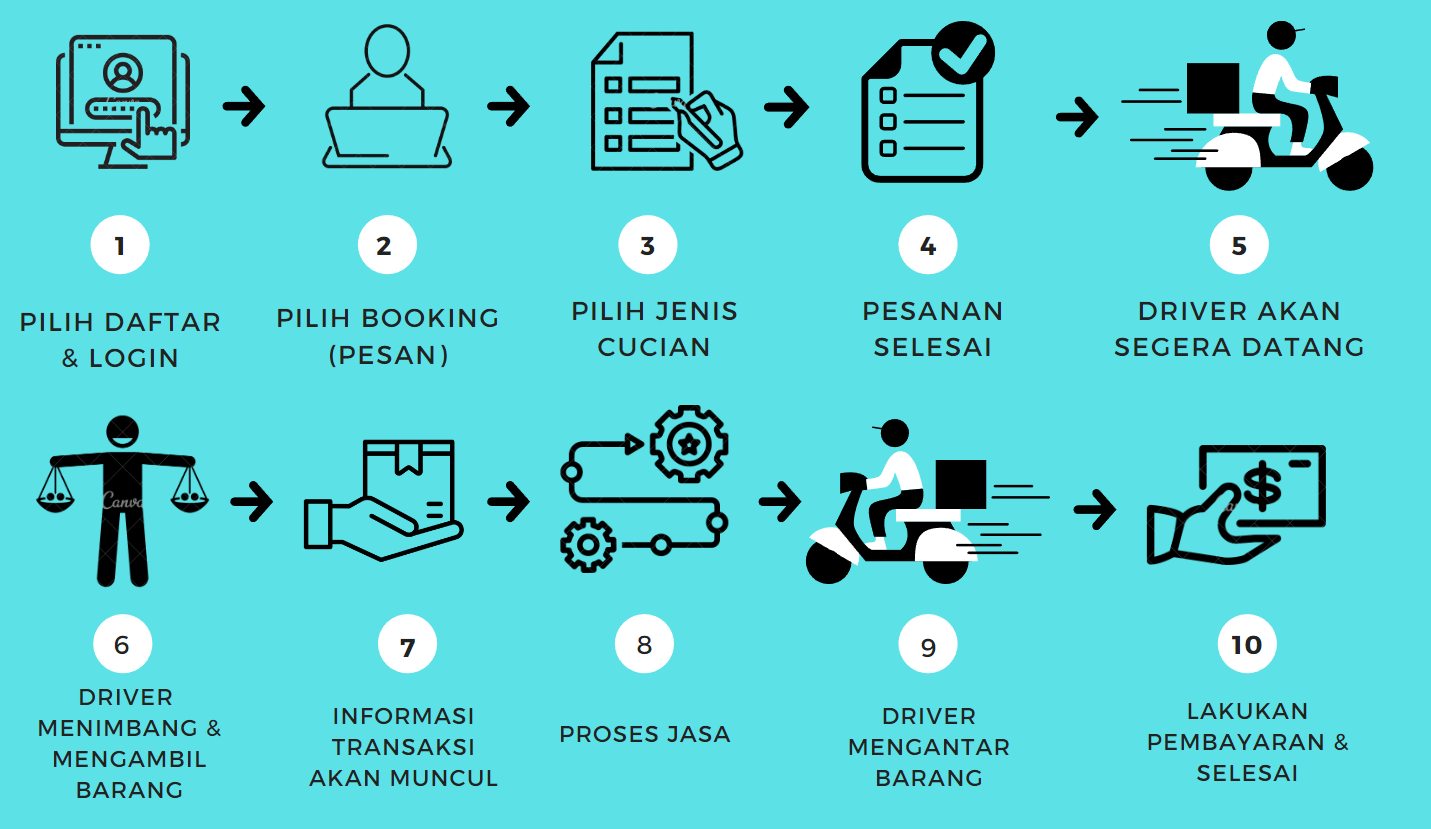 1
2
3
4
5
PILIH DAFTAR
& LOGIN
PILIH BOOKING
(PESAN)
PILIH JENIS
CUCIAN
PESANAN
SELESAI
DRIVER AKAN
SEGERA DATANG
Canva
$
6
7
8
9
10
DRIVER
MENIMBANG &
MENGAMBIL
BARANG
INFORMASI
TRANSAKSI
AKAN MUNCUL
PROSES JASA
DRIVER
MENGANTAR
BARANG
LAKUKAN
PEMBAYARAN &
SELESAI